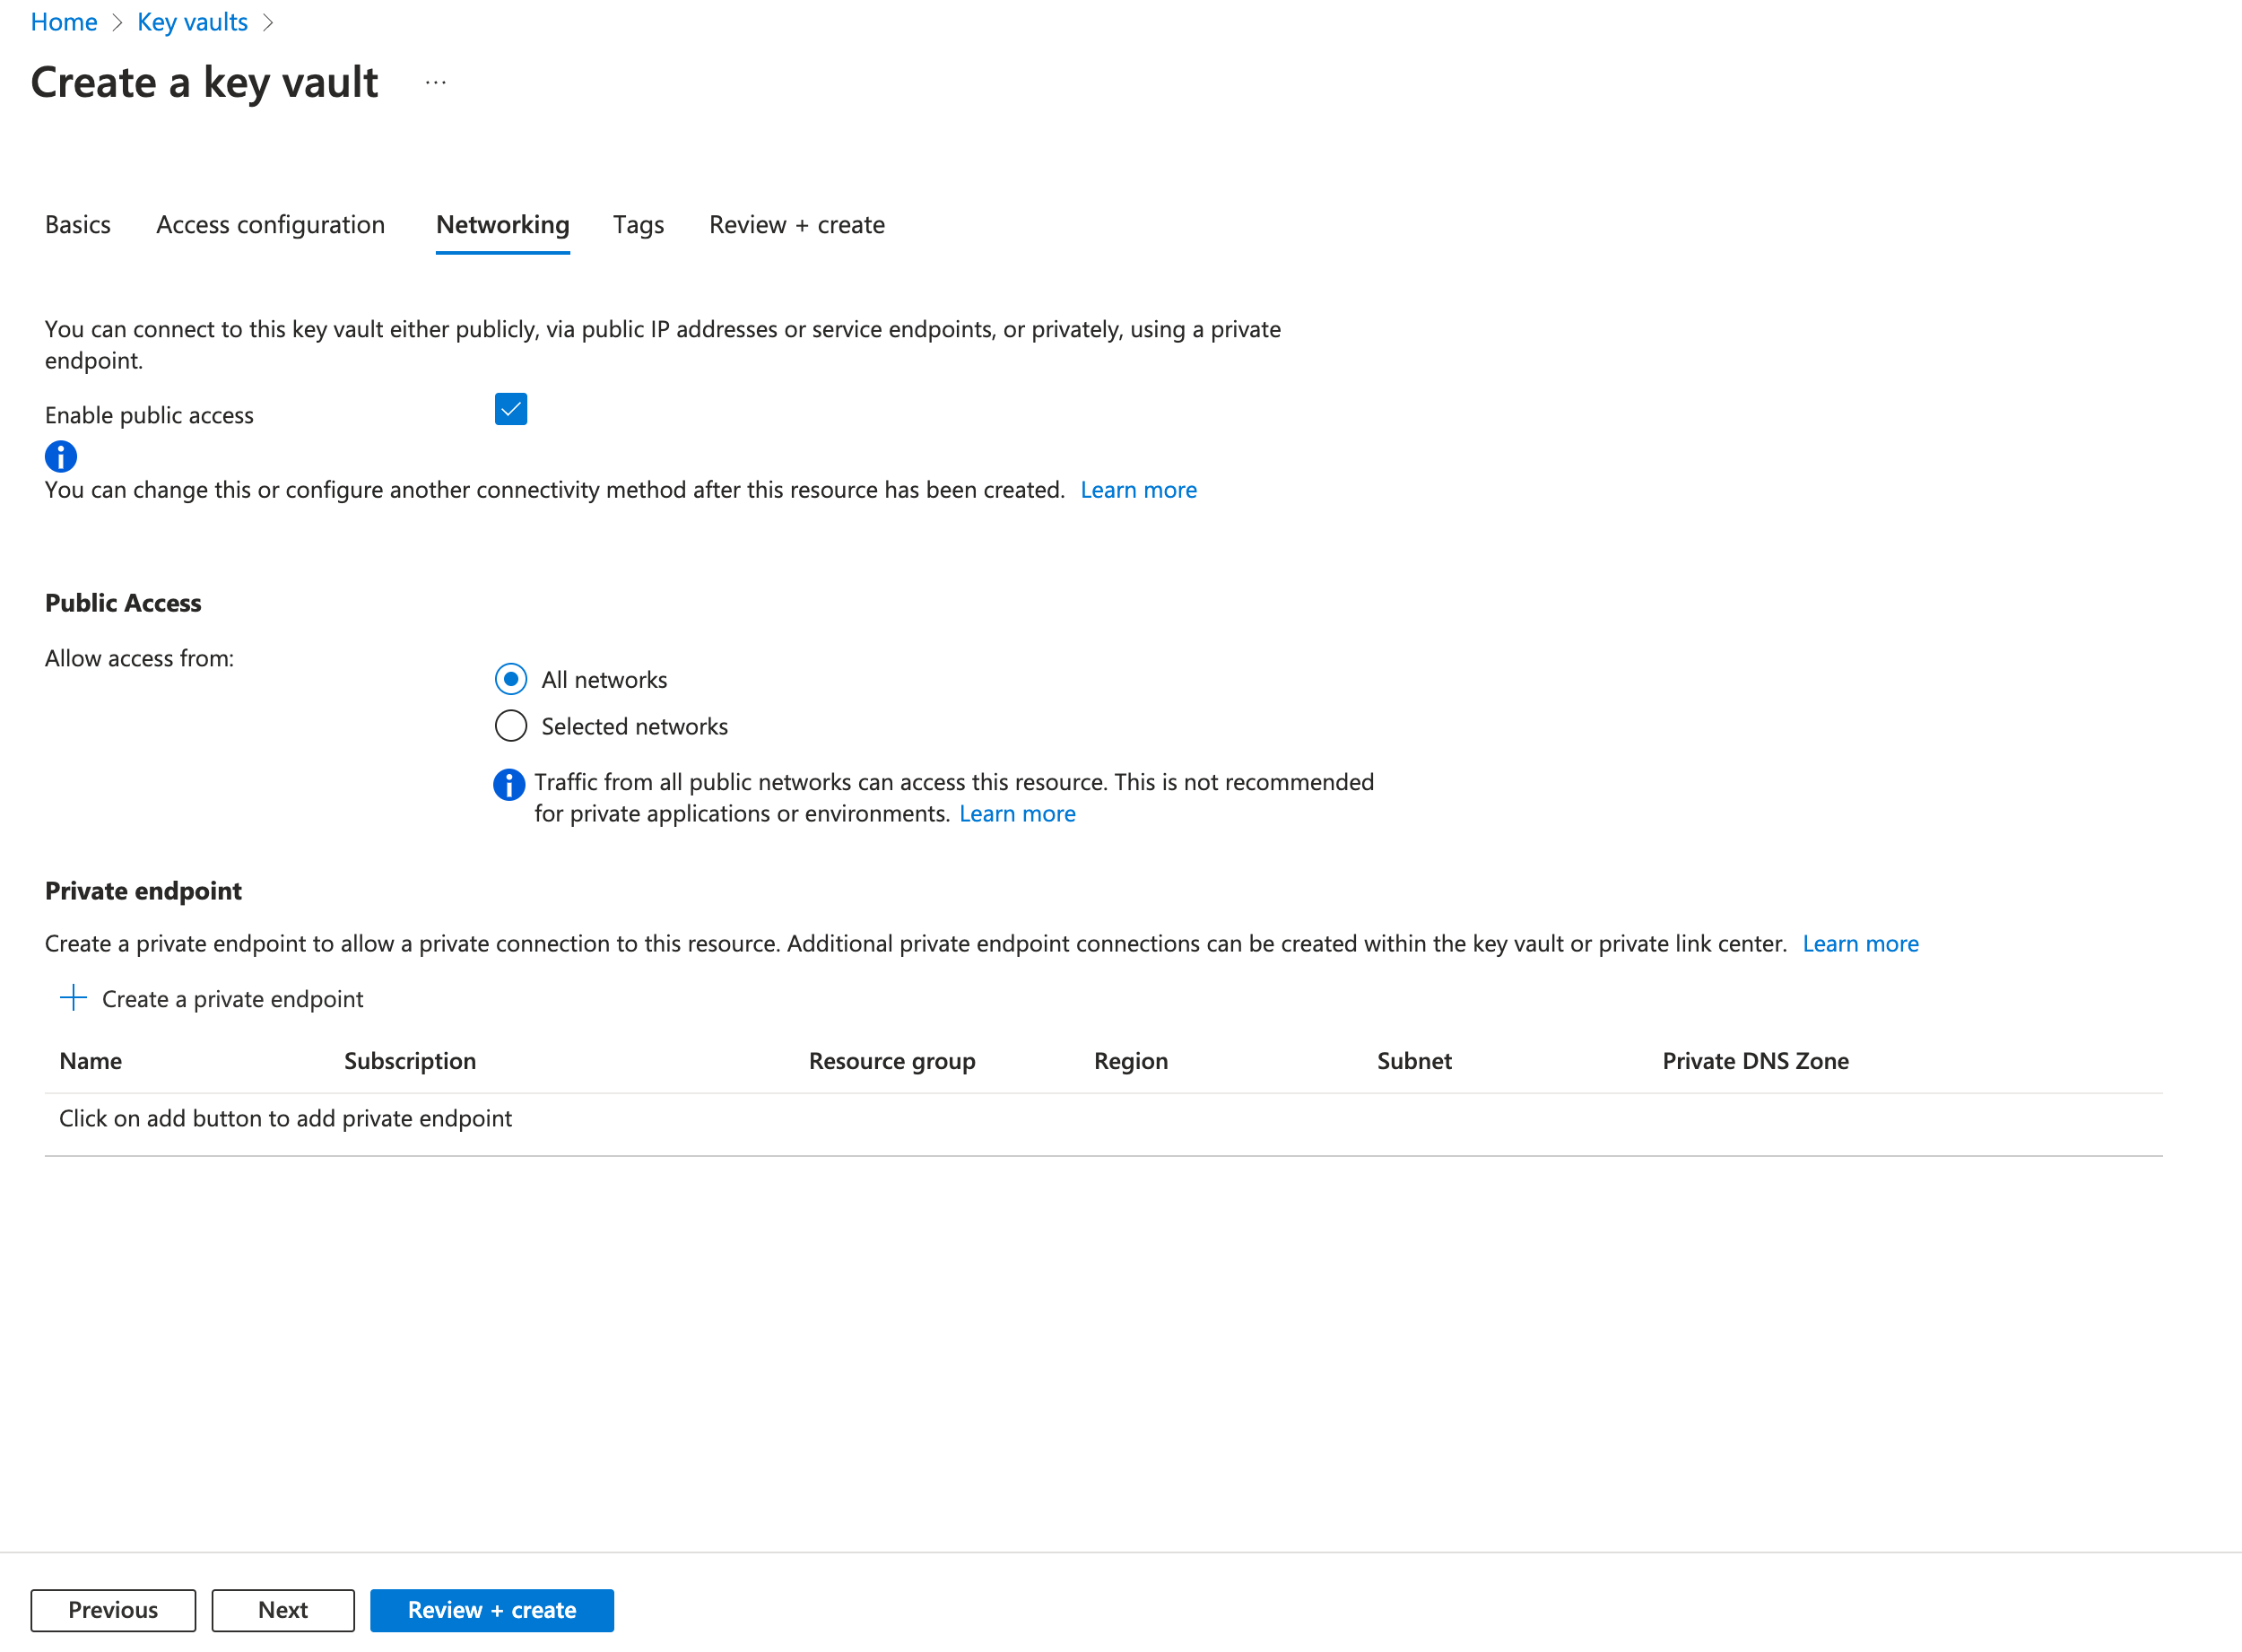 Home > Key vaults >
Create a key vault ...
Basics Access configuration Networking Tags Review + create
You can connect to this key vault either publicly, via public IP addresses or service endpoints, or privately, using a private
endpoint.
Enable public access
You can change this or configure another connectivity method after this resource has been created. Learn more
Public Access
Allow access from:
All networks
Selected networks
Traffic from all public networks can access this resource. This is not recommended
for private applications or environments. Learn more
Private endpoint
Create a private endpoint to allow a private connection to this resource. Additional private endpoint connections can be created within the key vault or private link center. Learn more
+ Create a private endpoint
Name Subscription Resource group Region Subnet Private DNS Zone
Click on add button to add private endpoint
Previous Next Review + create